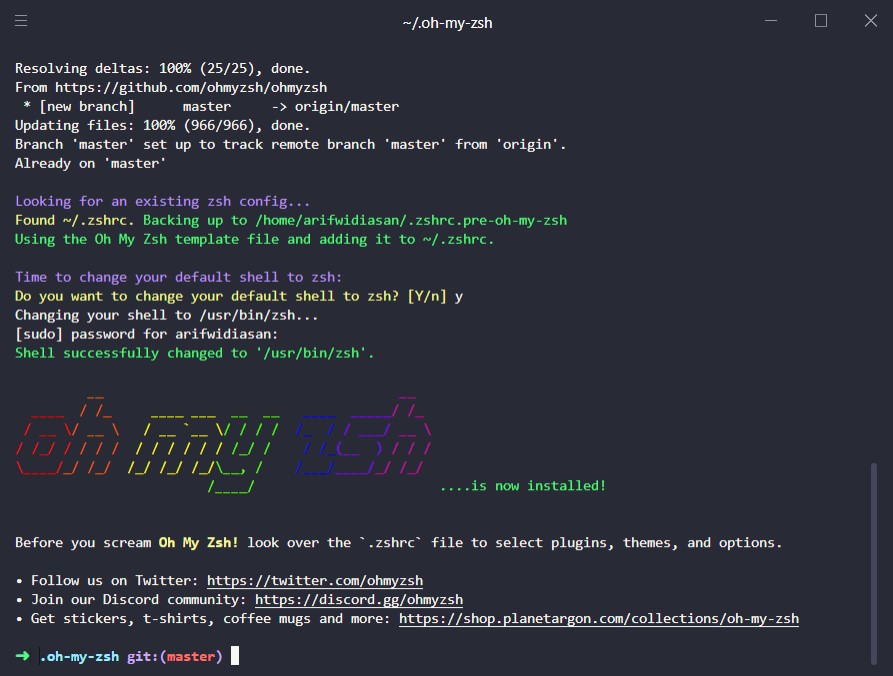 ~/.oh-my-zsh
Resolving deltas: 100% (25/25), done.
From https://github.com/ohmyzsh/ohmyzsh
 * [new branch]      master     -> origin/master
Updating files: 100% (966/966), done.
Branch 'master' set up to track remote branch 'master' from 'origin'.
Already on 'master'
Looking for an existing zsh config...
Found ~/.zshrc. Backing up to /home/arifwidiasan/.zshrc.pre-oh-my-zsh
Using the Oh My Zsh template file and adding it to ~/.zshrc.
Time to change your default shell to zsh:
Do you want to change your default shell to zsh? [Y/n] y
Changing your shell to /usr/bin/zsh...
[sudo] password for arifwidiasan:
Shell successfully changed to '/usr/bin/zsh'.
oh my zsh
....is now installed!
Before you scream Oh My Zsh! look over the `.zshrc` file to select plugins, themes, and options.
• Follow us on Twitter: https://twitter.com/ohmyzsh
• Join our Discord community: https://discord.gg/ohmyzsh
• Get stickers, t-shirts, coffee mugs and more: https://shop.planetargon.com/collections/oh-my-zsh
➜ .oh-my-zsh git:(master)